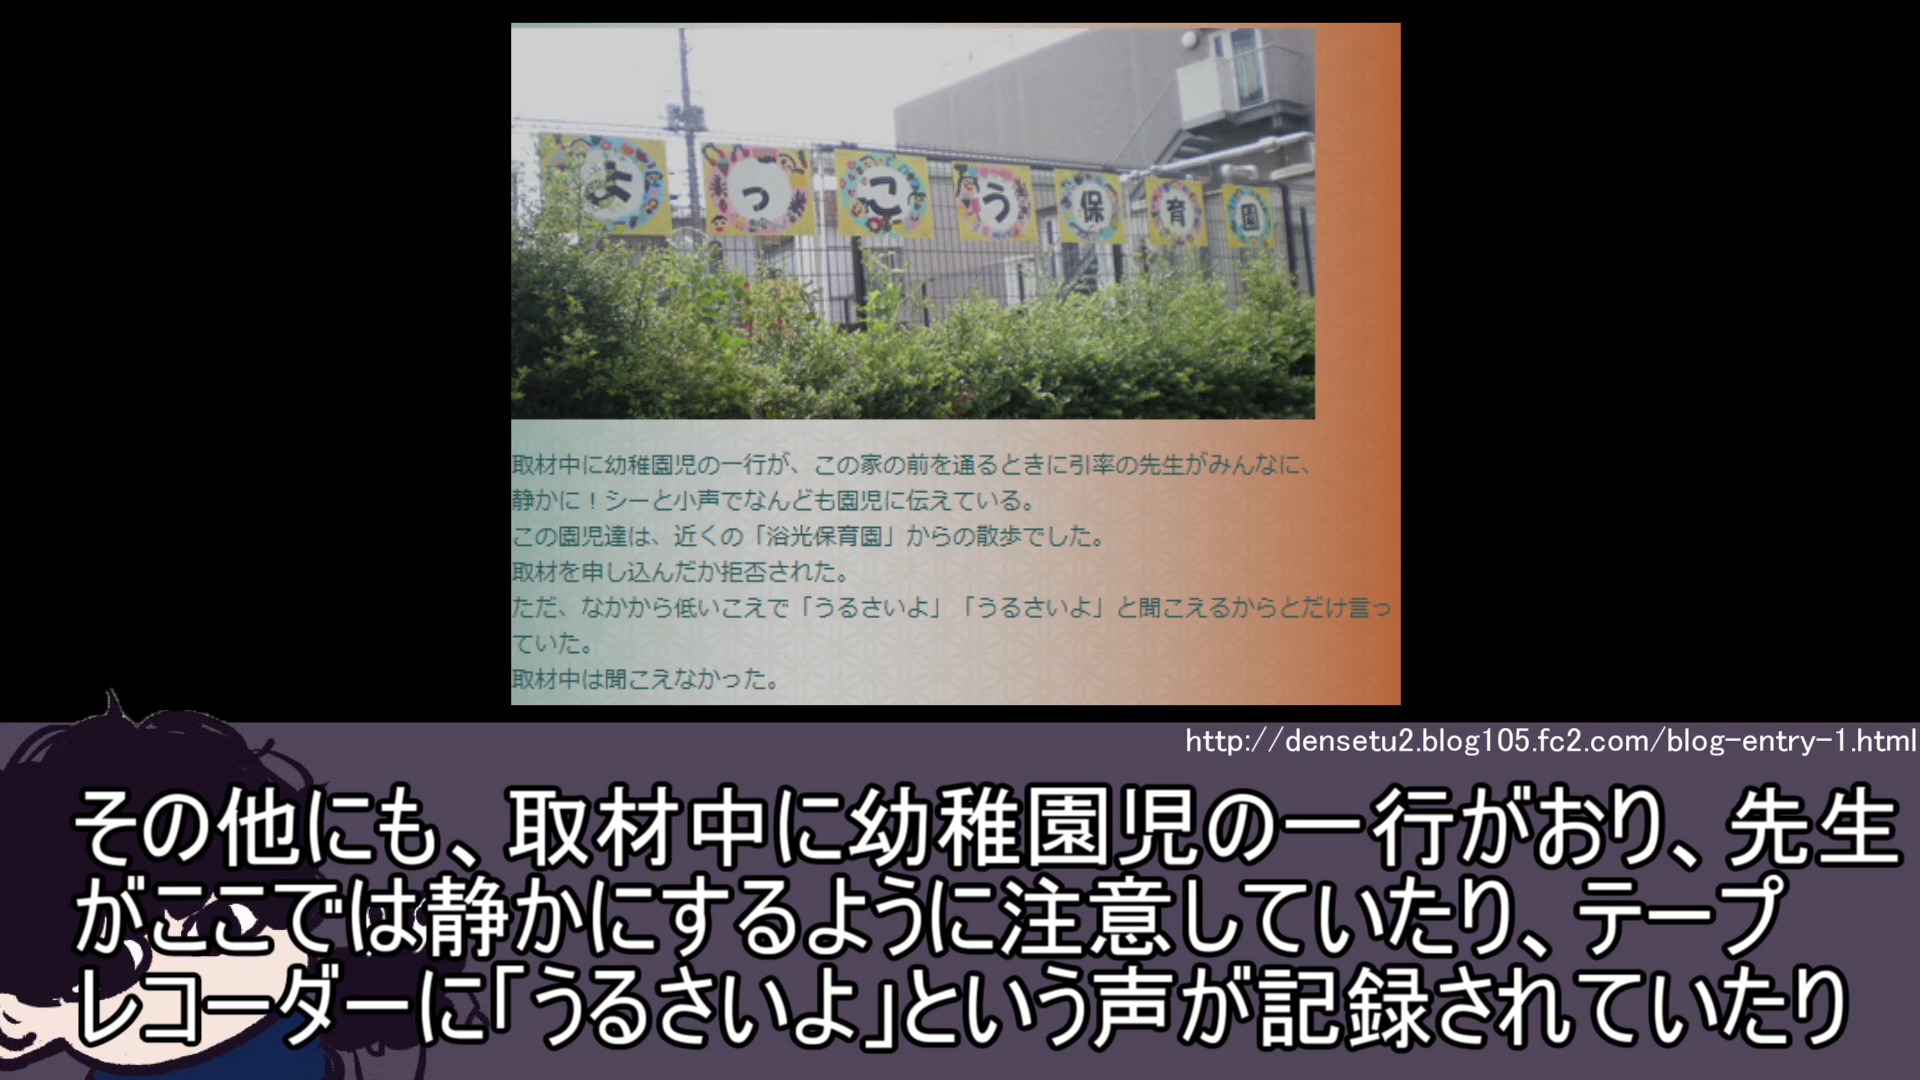 よっこう保育園
取材中に幼稚園児の一行が、この家の前を通るときに引率の先生がみんなに、
静かに！シーと小声でなんども園児に伝えている。
この園児達は、近くの「浴光保育園」からの散歩でした。
取材を申し込んだか拒否された。
ただ、なかから低いこえで「うるさいよ」「うるさいよ」と聞こえるからとだけ言っ
ていた。
取材中は聞こえなかった。
http://densetu2.blog105.fc2.com/blog-entry-1.html
その他にも、取材中に幼稚園児の一行がおり、先生
がここでは静かにするように注意していたり、テープ
レコーダーに「うるさいよ」という声が記録されていたり